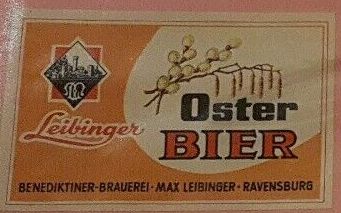 Leibinger
Oster
BIER
BENEDIKTINER-BRAUEREI · MAX LEIBINGER · RAVENSBURG